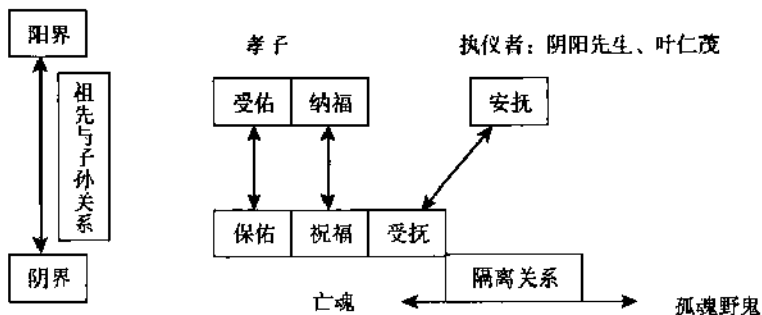 阳界
孝子
执仪者：阴阳先生、叶仁茂
祖先与子孙关系
受佑
纳福
安抚
保佑
祝福
受抚
阴界
隔离关系
亡魂
孤魂野鬼